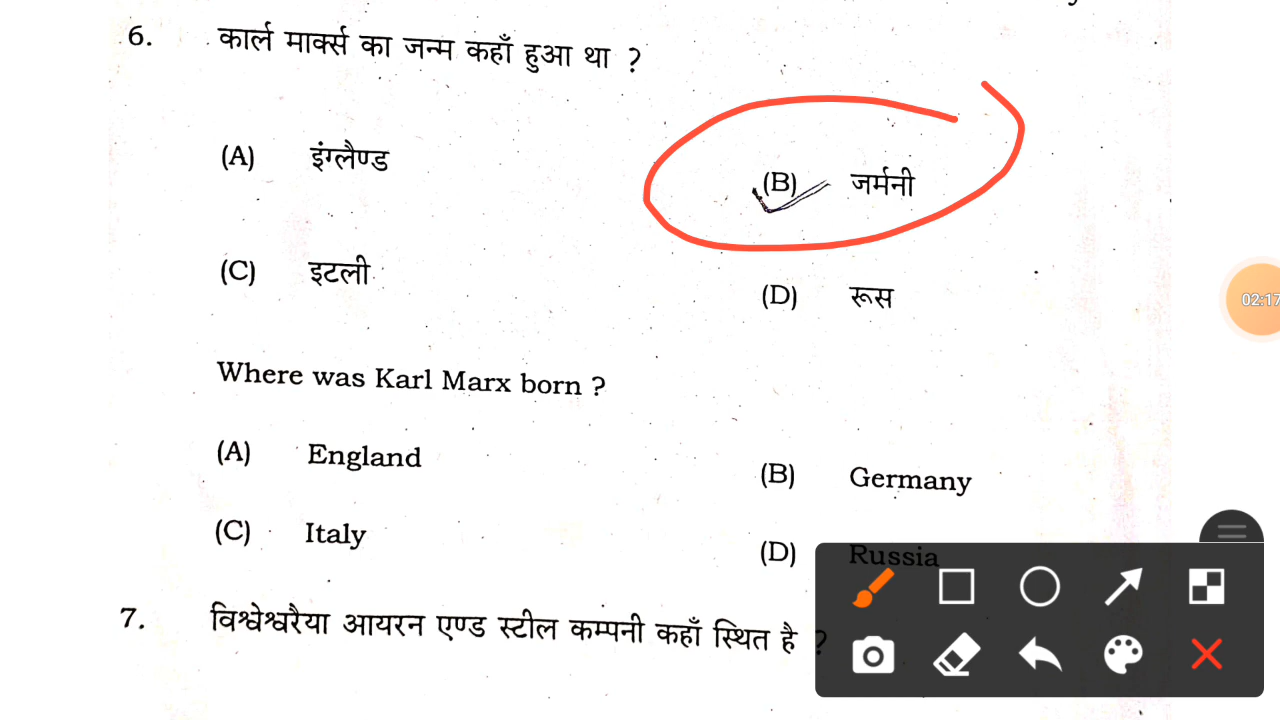 6. कार्ल मार्क्स का जन्म कहाँ हुआ था ?
(A) इंग्लैण्ड (B) जर्मनी
(C) इटली (D) रूस
Where was Karl Marx born ?
(A) England (B) Germany
(C) Italy (D) Russia
7. विश्वेश्वरैया आयरन एण्ड स्टील कम्पनी कहाँ स्थित है ?
02:17